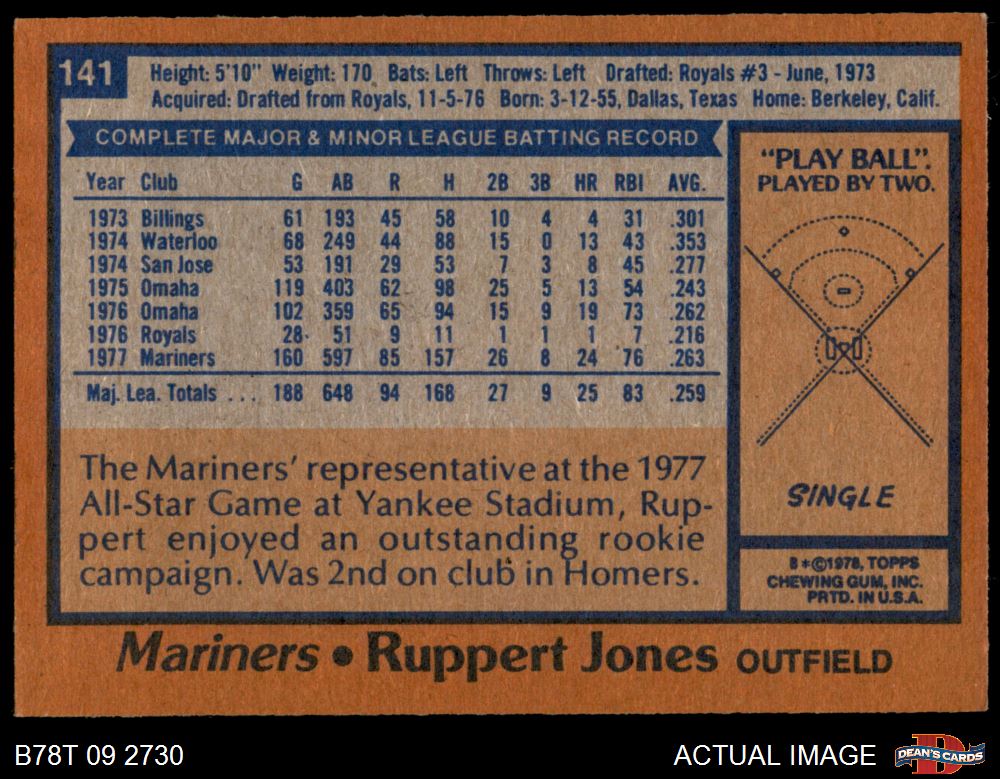 141
Height: 5'10" Weight: 170 Bats: Left Throws: Left Drafted: Royals #3 - June, 1973
Acquired: Drafted from Royals, 11-5-76 Born: 3-12-55, Dallas, Texas Home: Berkeley, Calif.
COMPLETE MAJOR & MINOR LEAGUE BATTING RECORD
Year Club G AB R H 2B 3B HR RBI AVG.
1973 Billings 61 193 45 58 10 4 4 31 .301
1974 Waterloo 68 249 44 88 15 0 13 43 .353
1974 San Jose 53 191 29 53 7 3 8 45 .277
1975 Omaha 119 403 62 98 25 5 13 54 .243
1976 Omaha 102 359 65 94 15 9 19 73 .262
1976 Royals 28 51 9 11 1 1 1 7 .216
1977 Mariners 160 597 85 157 26 8 24 76 .263
Maj. Lea. Totals ... 188 648 94 168 27 9 25 83 .259
The Mariners' representative at the 1977
All-Star Game at Yankee Stadium, Rup-
pert enjoyed an outstanding rookie
campaign. Was 2nd on club in Homers.
"PLAY BALL".
PLAYED BY TWO.
SINGLE
B*©1978, TOPPS
CHEWING GUM, INC.
PRTD. IN U.S.A.
Mariners • Ruppert Jones OUTFIELD
B78T 09 2730
ACTUAL IMAGE
D
DEAN'S CARDS